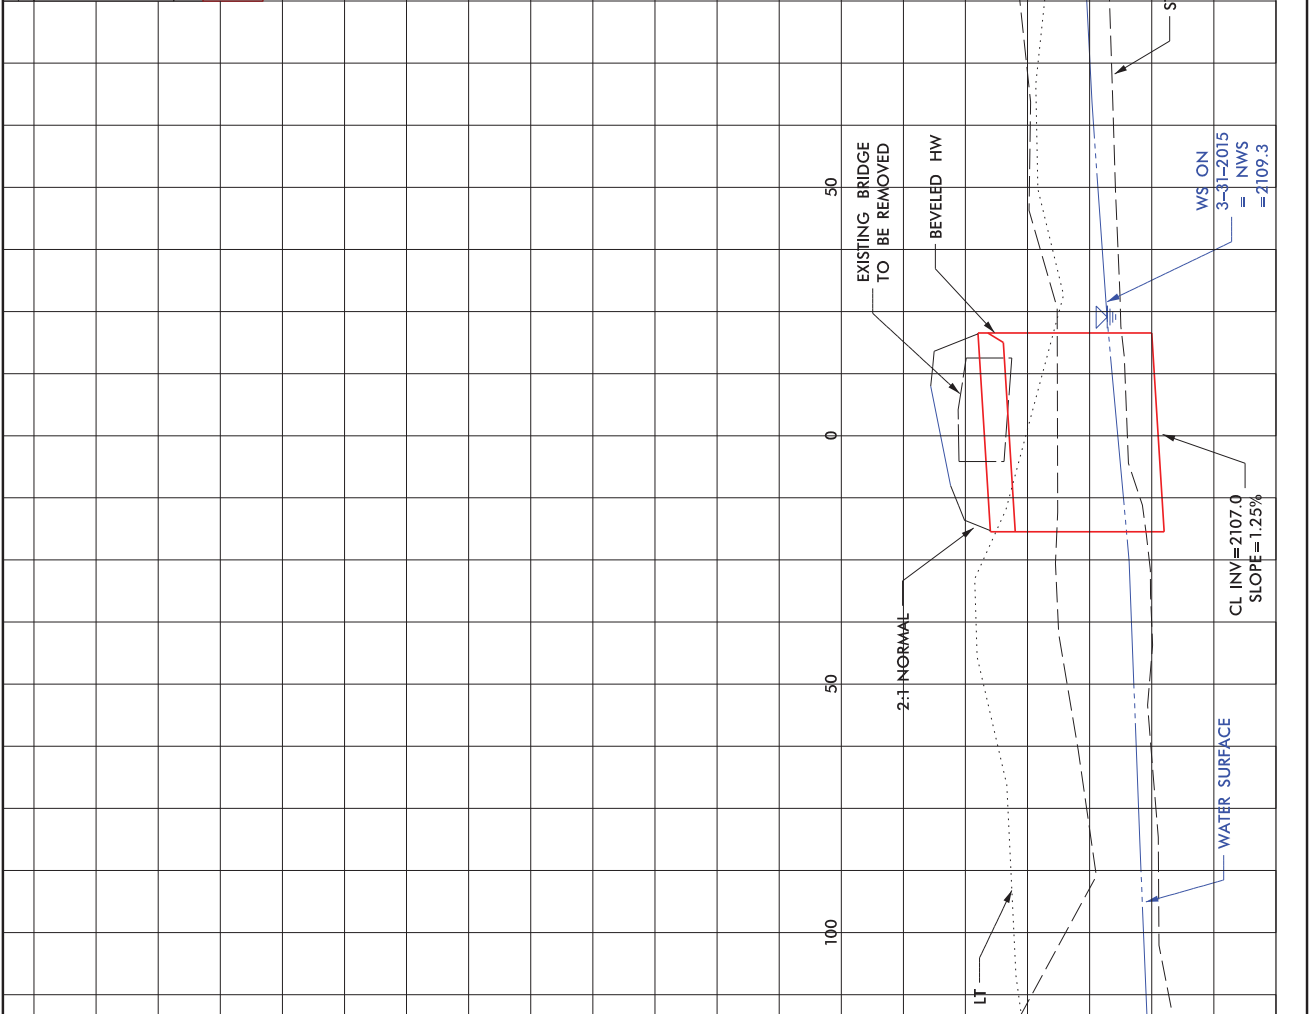 EXISTING BRIDGE
TO BE REMOVED
BEVELED HW
50
0
50
100
WS ON
3-31-2015
= NWS
=2109.3
2:1 NORMAL
CL INV=2107.0
SLOPE=1.25%
WATER SURFACE
LT
S